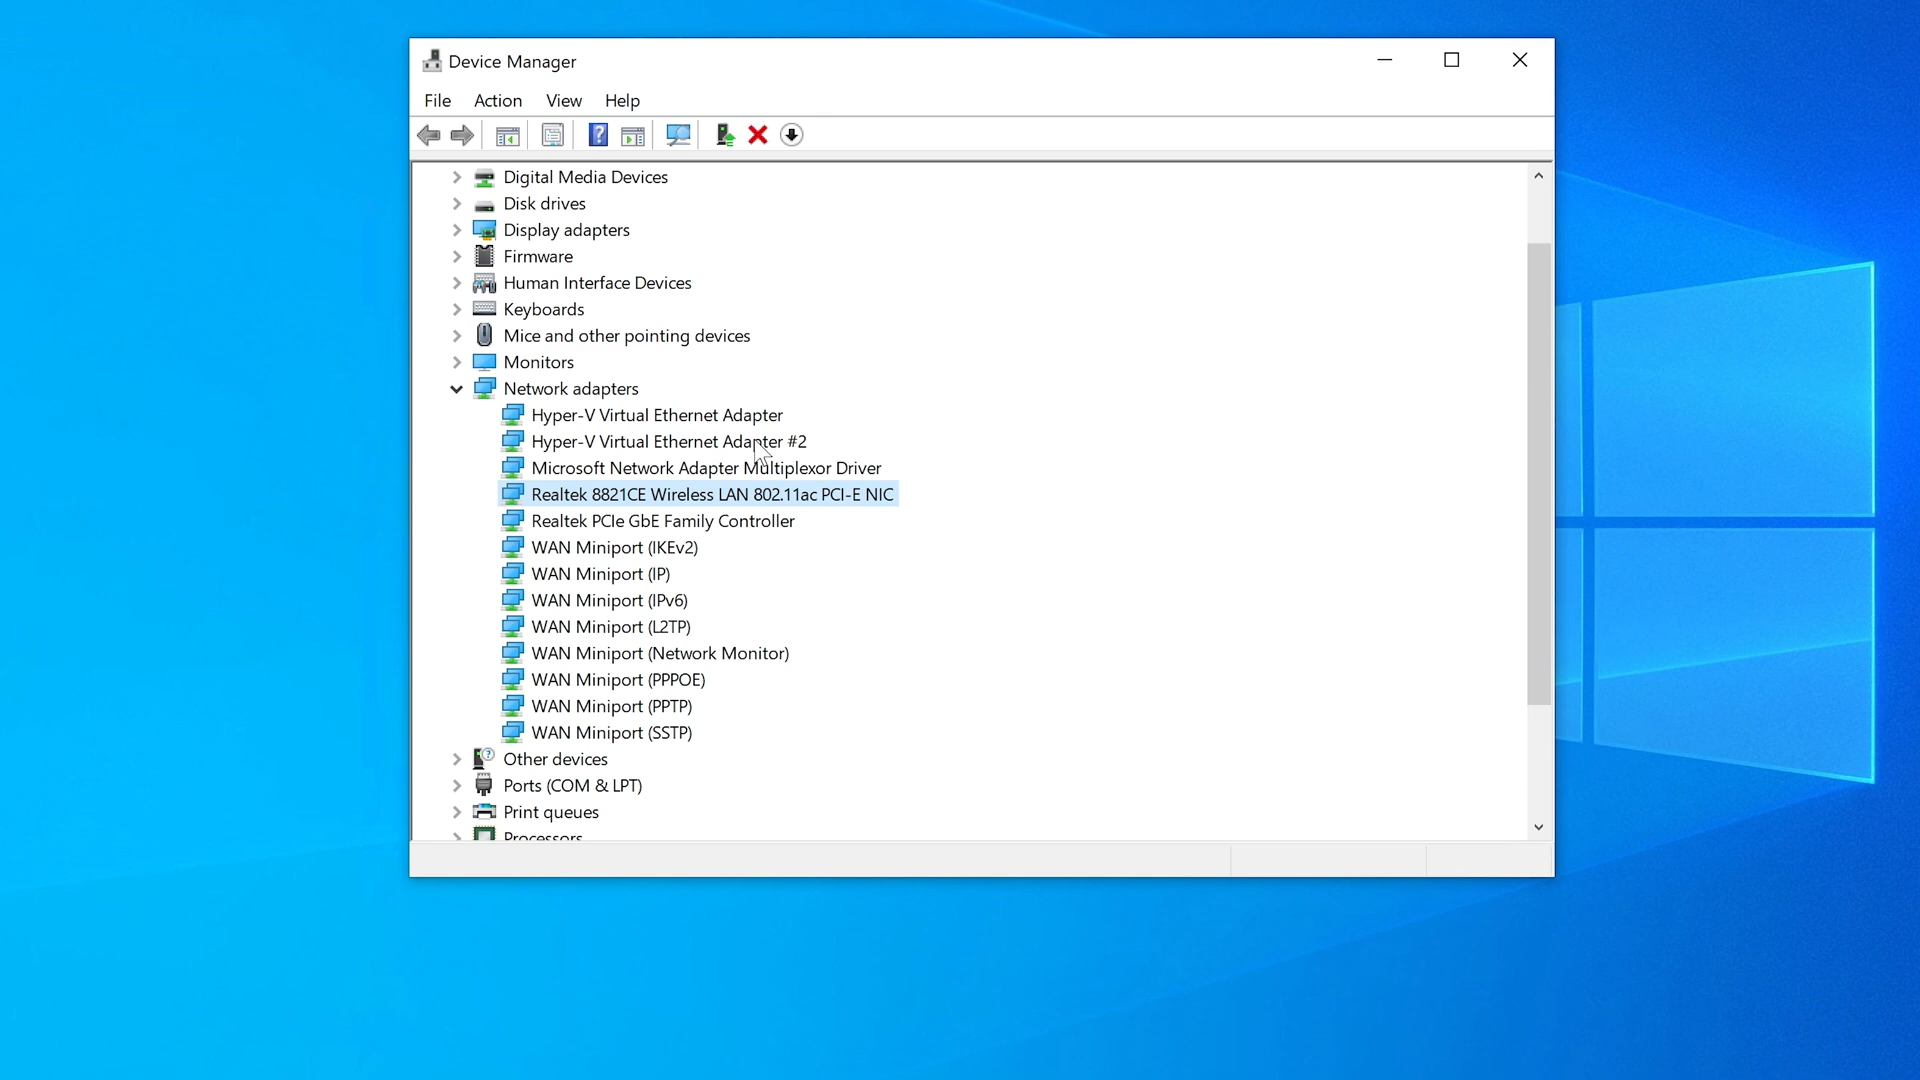 Device Manager
File Action View Help
Digital Media Devices
Disk drives
Display adapters
Firmware
Human Interface Devices
Keyboards
Mice and other pointing devices
Monitors
Network adapters
Hyper-V Virtual Ethernet Adapter
Hyper-V Virtual Ethernet Adapter #2
Microsoft Network Adapter Multiplexor Driver
Realtek 8821CE Wireless LAN 802.11ac PCI-E NIC
Realtek PCIe GbE Family Controller
WAN Miniport (IKEv2)
WAN Miniport (IP)
WAN Miniport (IPv6)
WAN Miniport (L2TP)
WAN Miniport (Network Monitor)
WAN Miniport (PPPOE)
WAN Miniport (PPTP)
WAN Miniport (SSTP)
Other devices
Ports (COM & LPT)
Print queues
Processors